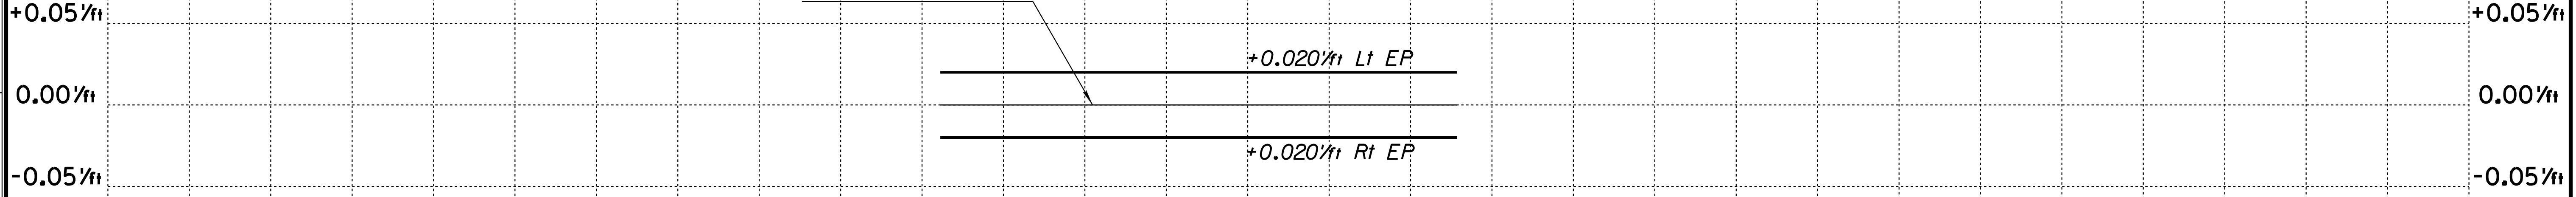 +0.05'/ft +0.05'/ft
+0.020'/ft Lt EP
0.00'/ft 0.00'/ft
+0.020'/ft Rt EP
-0.05'/ft -0.05'/ft